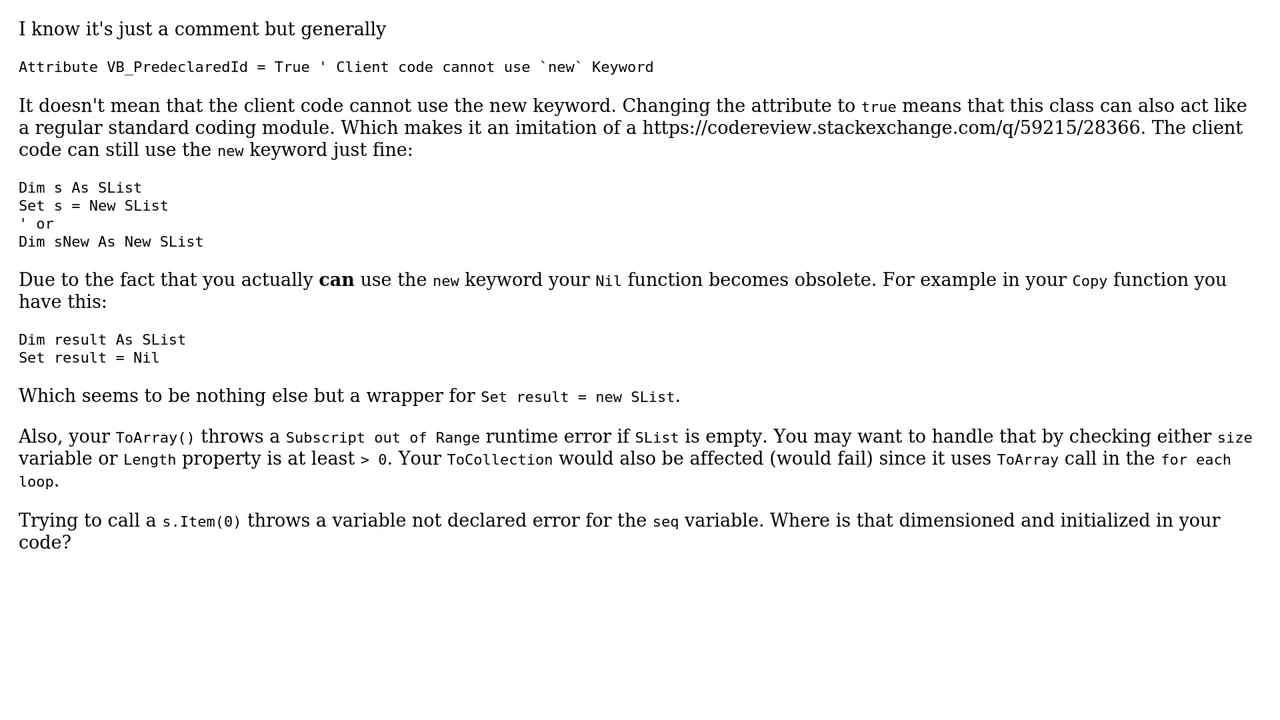 I know it's just a comment but generally
Attribute VB_PredeclaredId = True ' Client code cannot use `new` Keyword
It doesn't mean that the client code cannot use the new keyword. Changing the attribute to true means that this class can also act like
a regular standard coding module. Which makes it an imitation of a https://codereview.stackexchange.com/q/59215/28366. The client
code can still use the new keyword just fine:
Dim s As SList
Set s = New SList
' or
Dim sNew As New SList
Due to the fact that you actually can use the new keyword your Nil function becomes obsolete. For example in your Copy function you
have this:
Dim result As SList
Set result = Nil
Which seems to be nothing else but a wrapper for Set result = new SList.
Also, your ToArray() throws a Subscript out of Range runtime error if SList is empty. You may want to handle that by checking either size
variable or Length property is at least > 0. Your ToCollection would also be affected (would fail) since it uses ToArray call in the for each
loop.
Trying to call a s.Item(0) throws a variable not declared error for the seq variable. Where is that dimensioned and initialized in your
code?